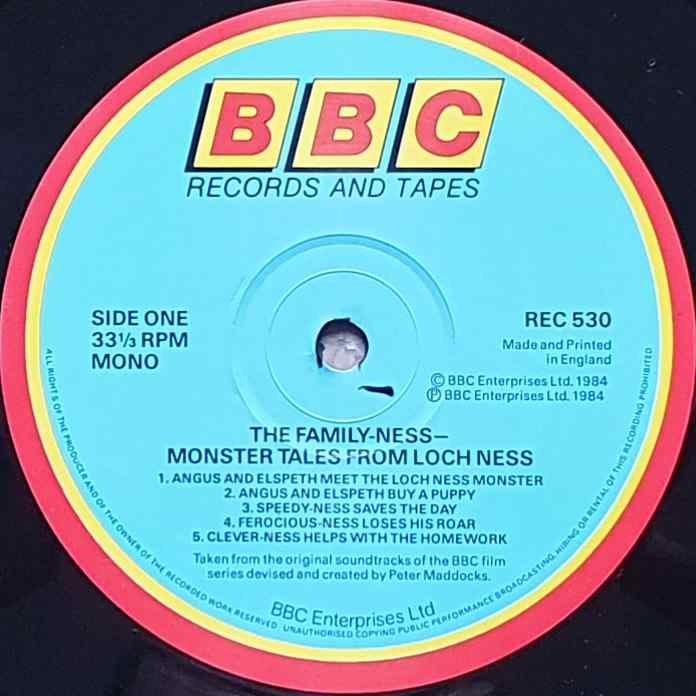 BBC
RECORDS AND TAPES
SIDE ONE
33⅓ RPM
MONO
REC 530
Made and Printed
in England
© BBC Enterprises Ltd. 1984
℗ BBC Enterprises Ltd. 1984
THE FAMILY-NESS—
MONSTER TALES FROM LOCH NESS
1. ANGUS AND ELSPETH MEET THE LOCH NESS MONSTER
2. ANGUS AND ELSPETH BUY A PUPPY
3. SPEEDY-NESS SAVES THE DAY
4. FEROCIOUS-NESS LOSES HIS ROAR
5. CLEVER-NESS HELPS WITH THE HOMEWORK
Taken from the original soundtracks of the BBC film
series devised and created by Peter Maddocks.
BBC Enterprises Ltd
ALL RIGHTS OF THE PRODUCER AND OF THE OWNER OF THE RECORDED WORK RESERVED. UNAUTHORISED COPYING PUBLIC PERFORMANCE BROADCASTING, HIRING OR RENTAL OF THIS RECORDING PROHIBITED